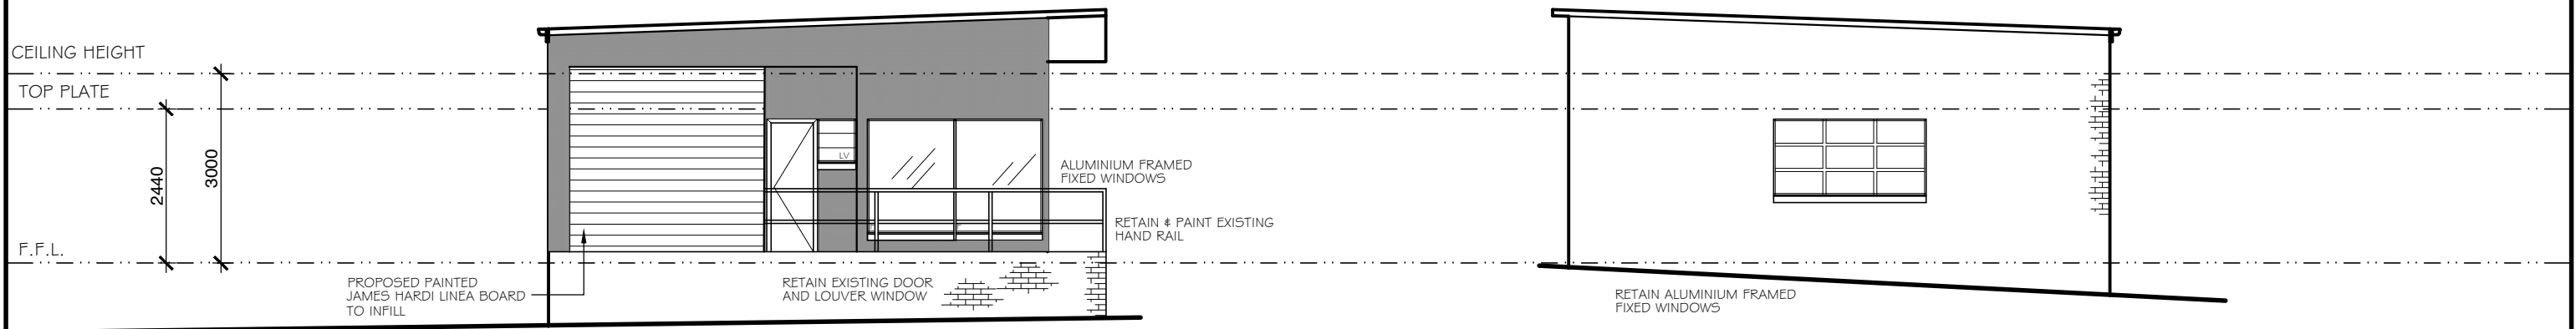 CEILING HEIGHT
TOP PLATE
2440
3000
F.F.L.
LV
ALUMINIUM FRAMED
FIXED WINDOWS
RETAIN & PAINT EXISTING
HAND RAIL
PROPOSED PAINTED
JAMES HARDI LINEA BOARD
TO INFILL
RETAIN EXISTING DOOR
AND LOUVER WINDOW
RETAIN ALUMINIUM FRAMED
FIXED WINDOWS